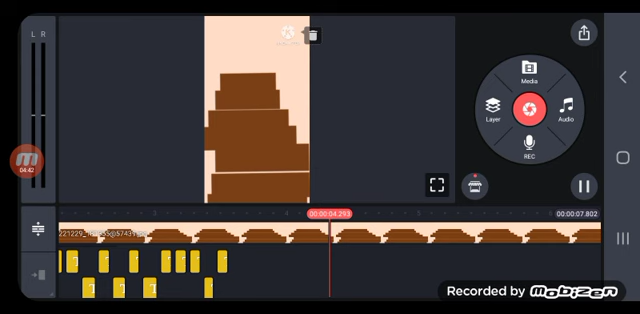 L R
Media
Layer
Audio
REC
04:42
00:00:04.293
00:00:07.802
Recorded by mobizen